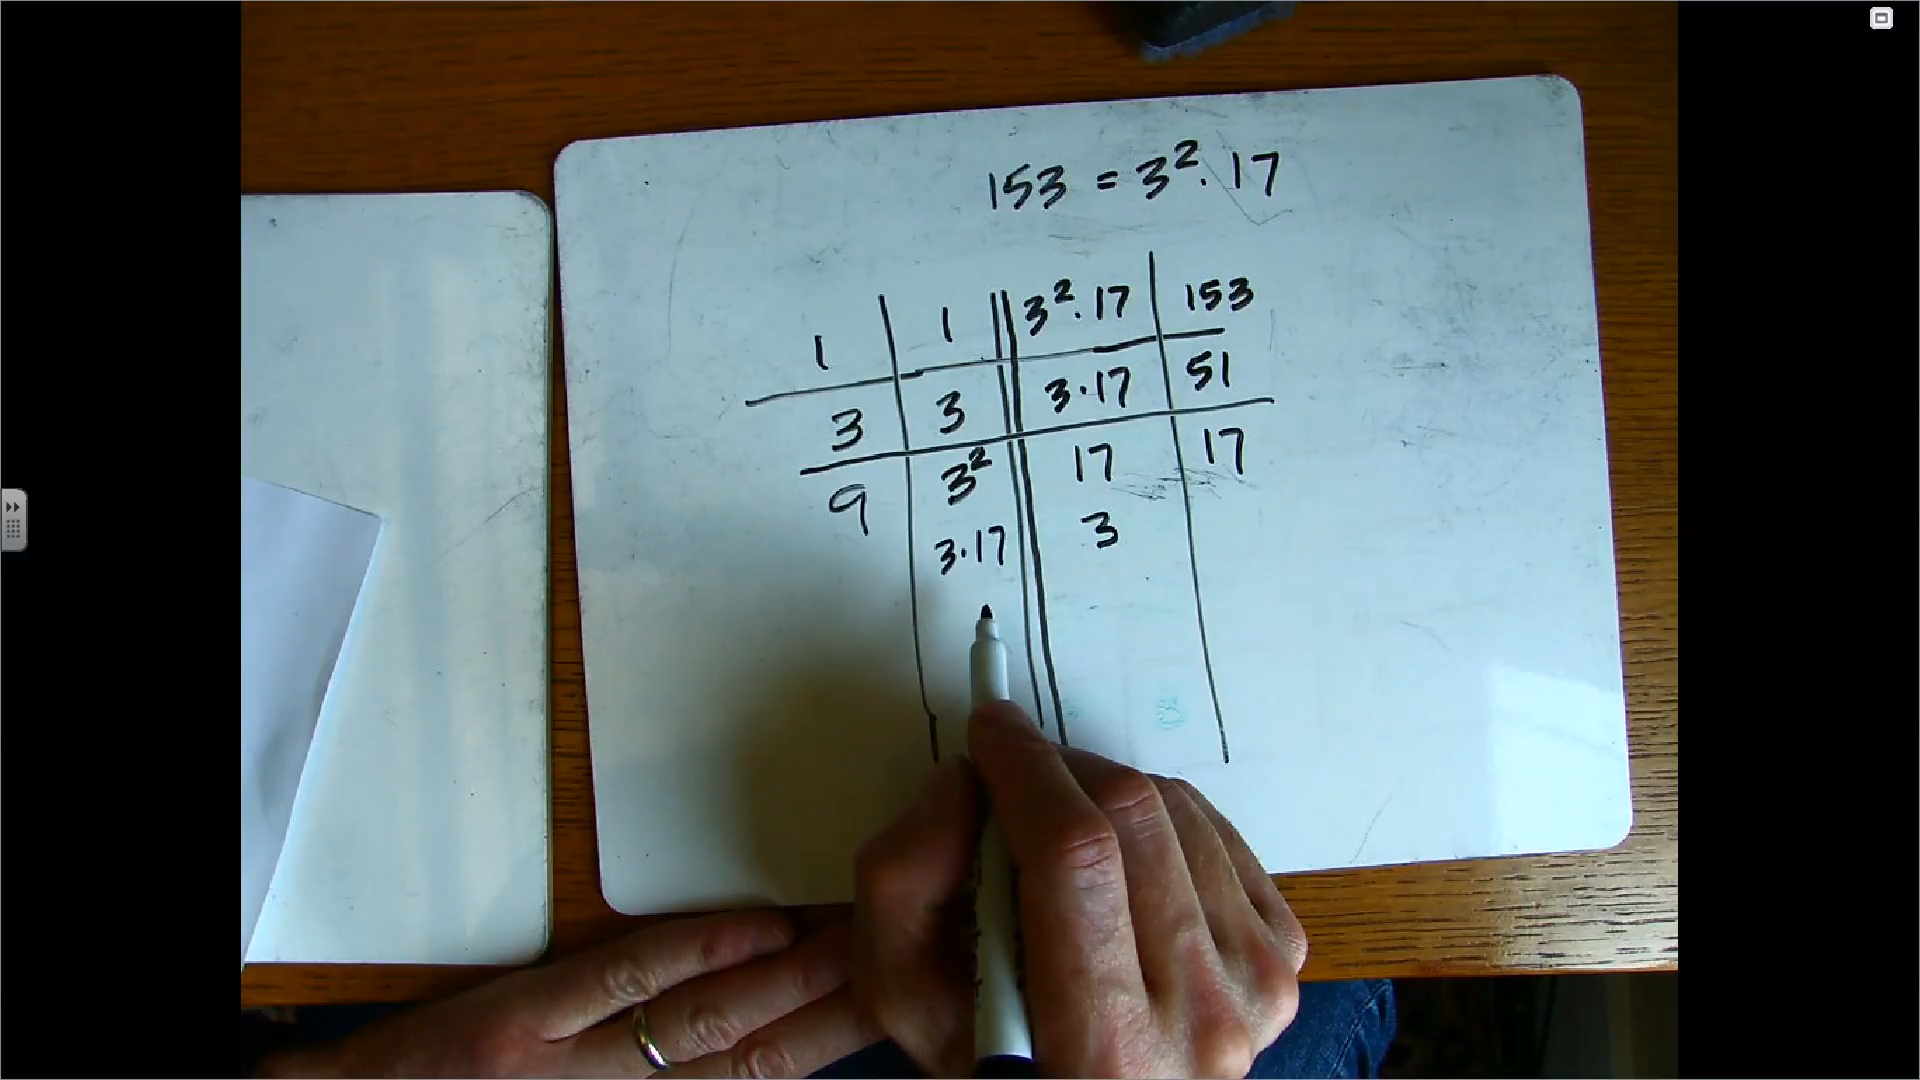 153 = 3². 17
1 1 3².17 153
3 3 3·17 51
9 3² 17 17
3·17 3